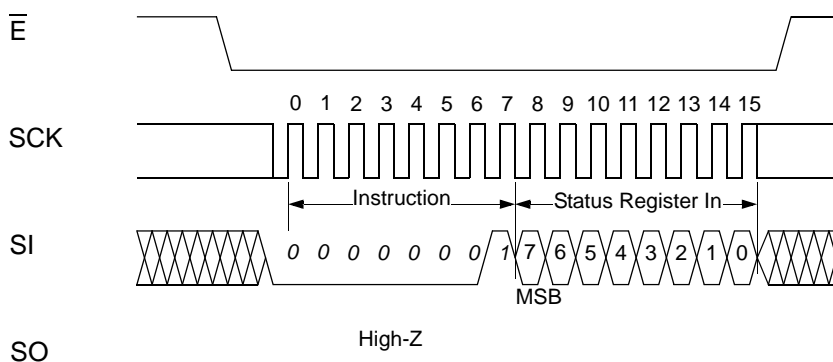 E̅
0 1 2 3 4 5 6 7 8 9 10 11 12 13 14 15
SCK
Instruction
Status Register In
SI
0 0 0 0 0 0 0 1 7 6 5 4 3 2 1 0
MSB
High-Z
SO